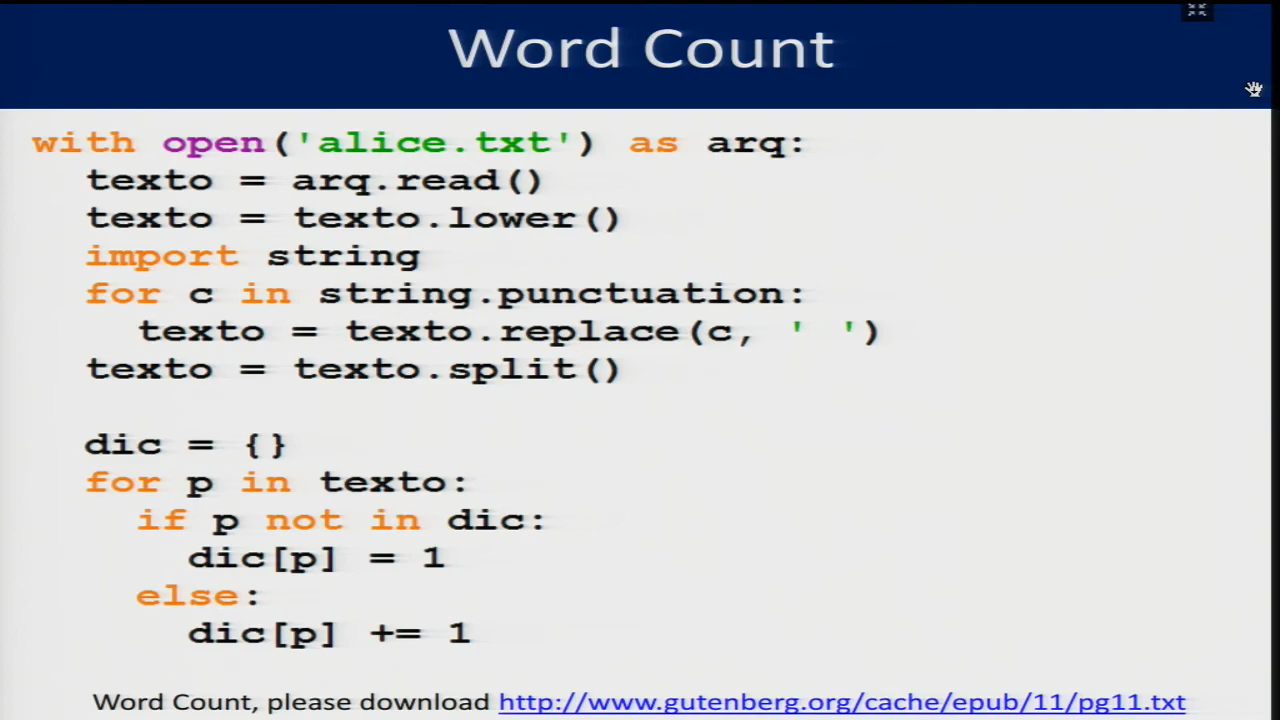 Word Count
with open('alice.txt') as arq:
texto = arq.read()
texto = texto.lower()
import string
for c in string.punctuation:
texto = texto.replace(c, ' ')
texto = texto.split()
dic = {}
for p in texto:
if p not in dic:
dic[p] = 1
else:
dic[p] += 1
Word Count, please download http://www.gutenberg.org/cache/epub/11/pg11.txt